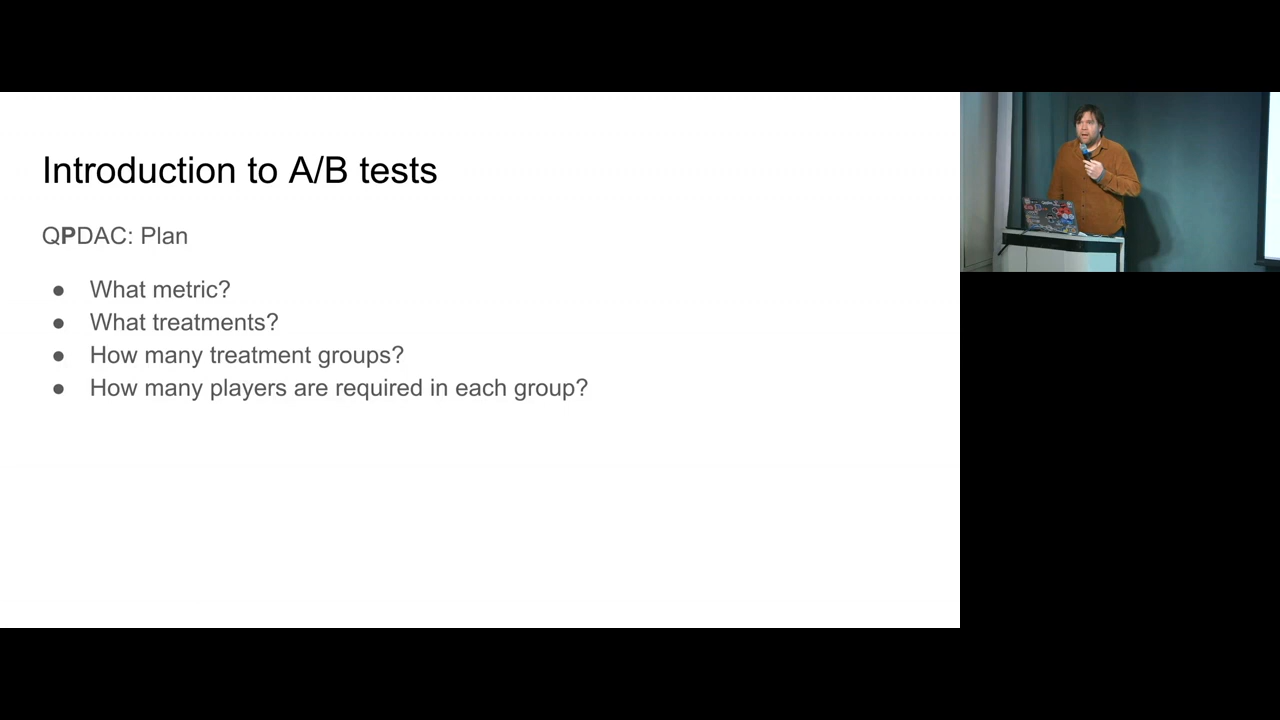 Introduction to A/B tests
QPDAC: Plan
● What metric?
● What treatments?
● How many treatment groups?
● How many players are required in each group?